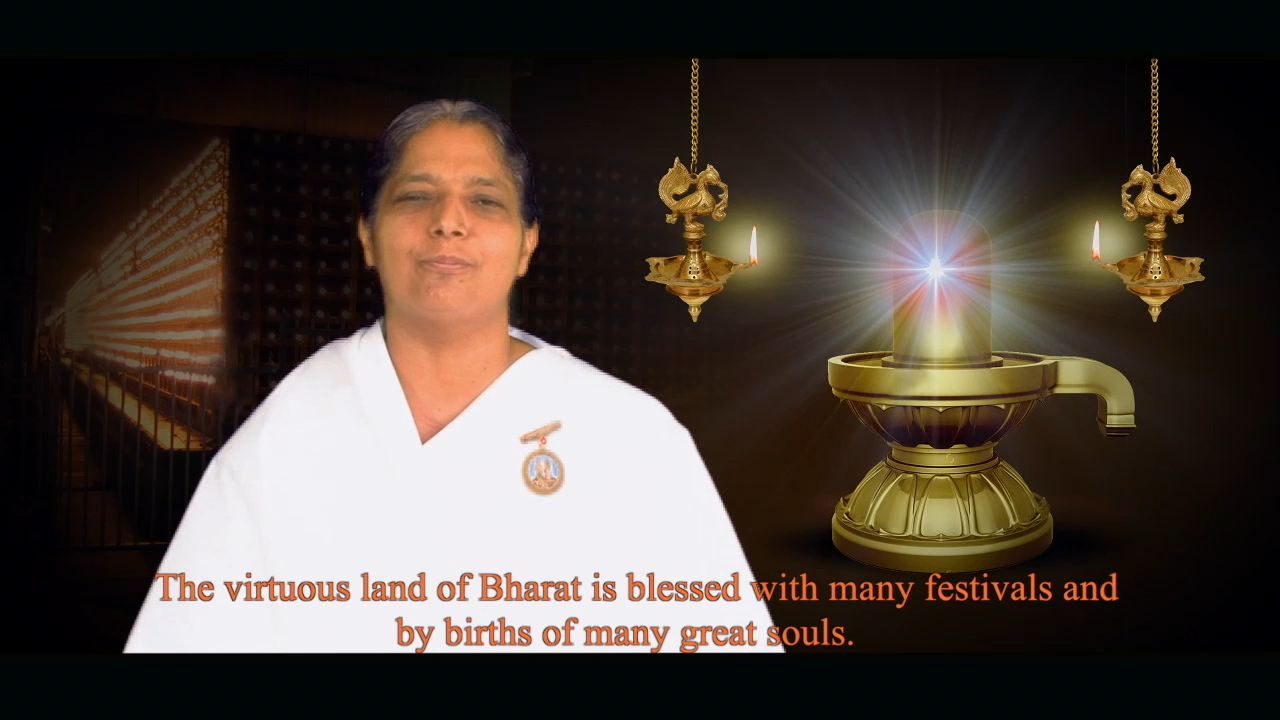 The virtuous land of Bharat is blessed with many festivals and
by births of many great souls.